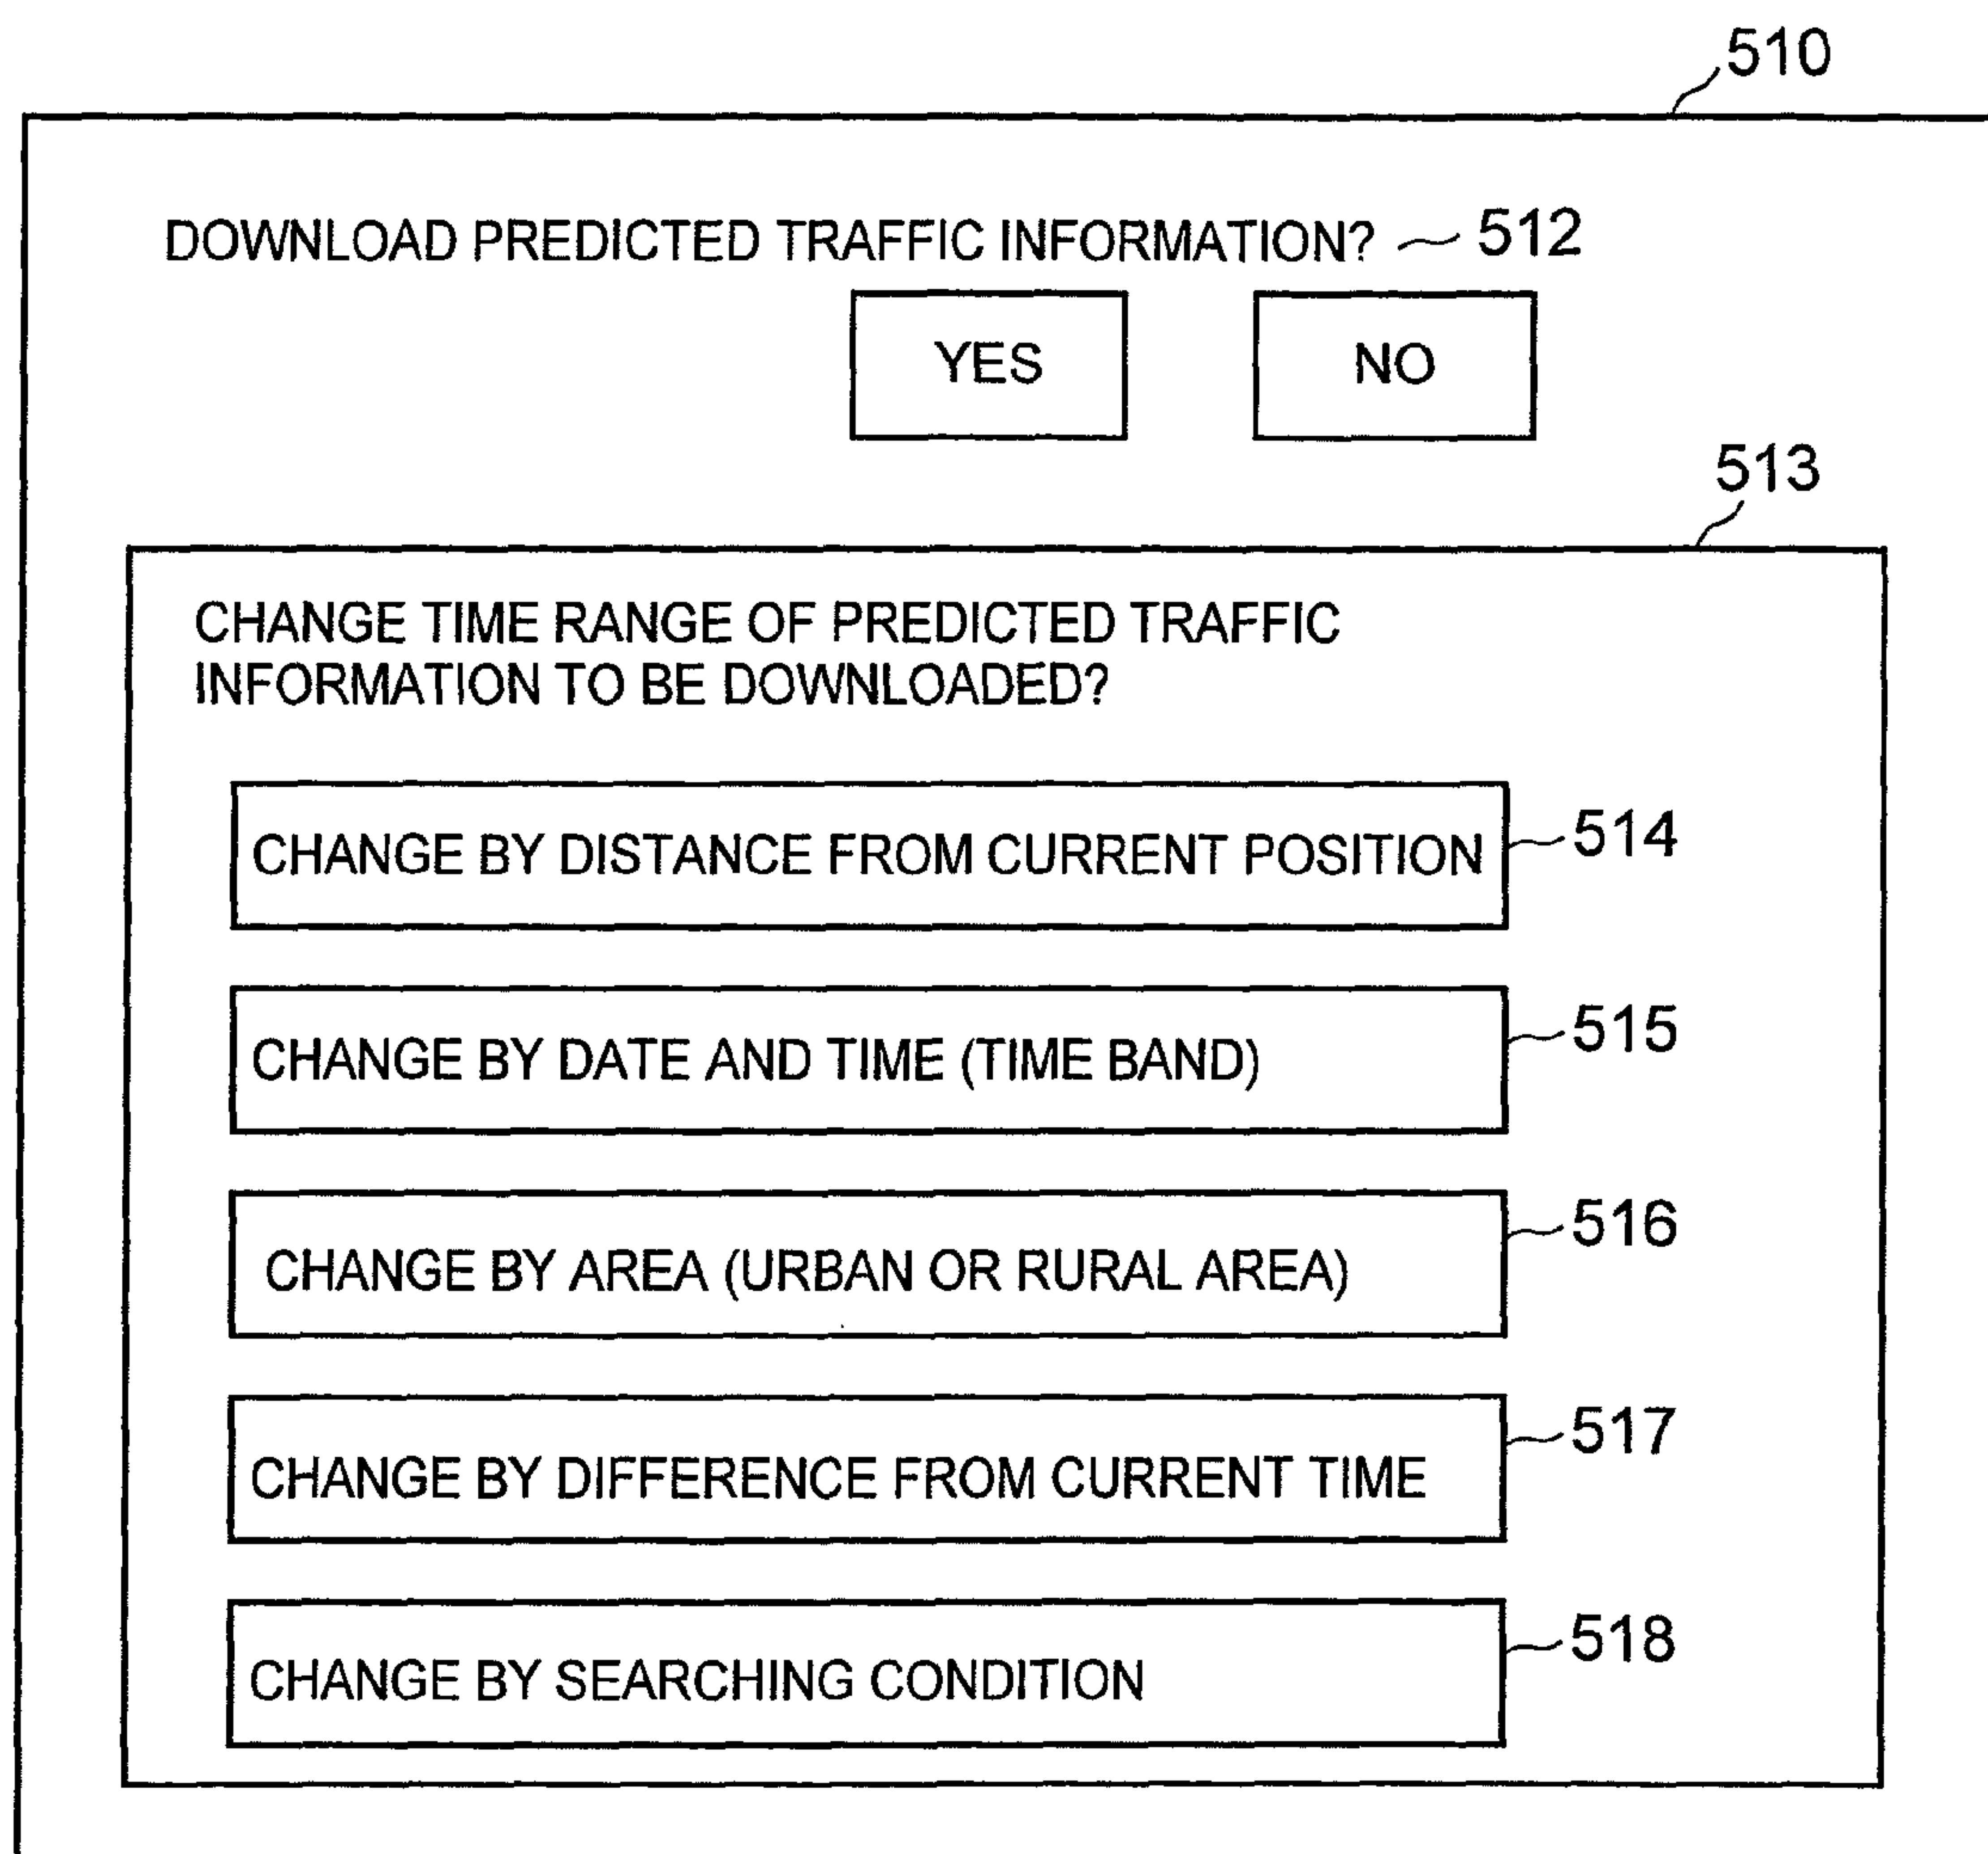 510
DOWNLOAD PREDICTED TRAFFIC INFORMATION? 512
YES NO
513
CHANGE TIME RANGE OF PREDICTED TRAFFIC
INFORMATION TO BE DOWNLOADED?
CHANGE BY DISTANCE FROM CURRENT POSITION 514
CHANGE BY DATE AND TIME (TIME BAND) 515
CHANGE BY AREA (URBAN OR RURAL AREA) 516
CHANGE BY DIFFERENCE FROM CURRENT TIME 517
CHANGE BY SEARCHING CONDITION 518